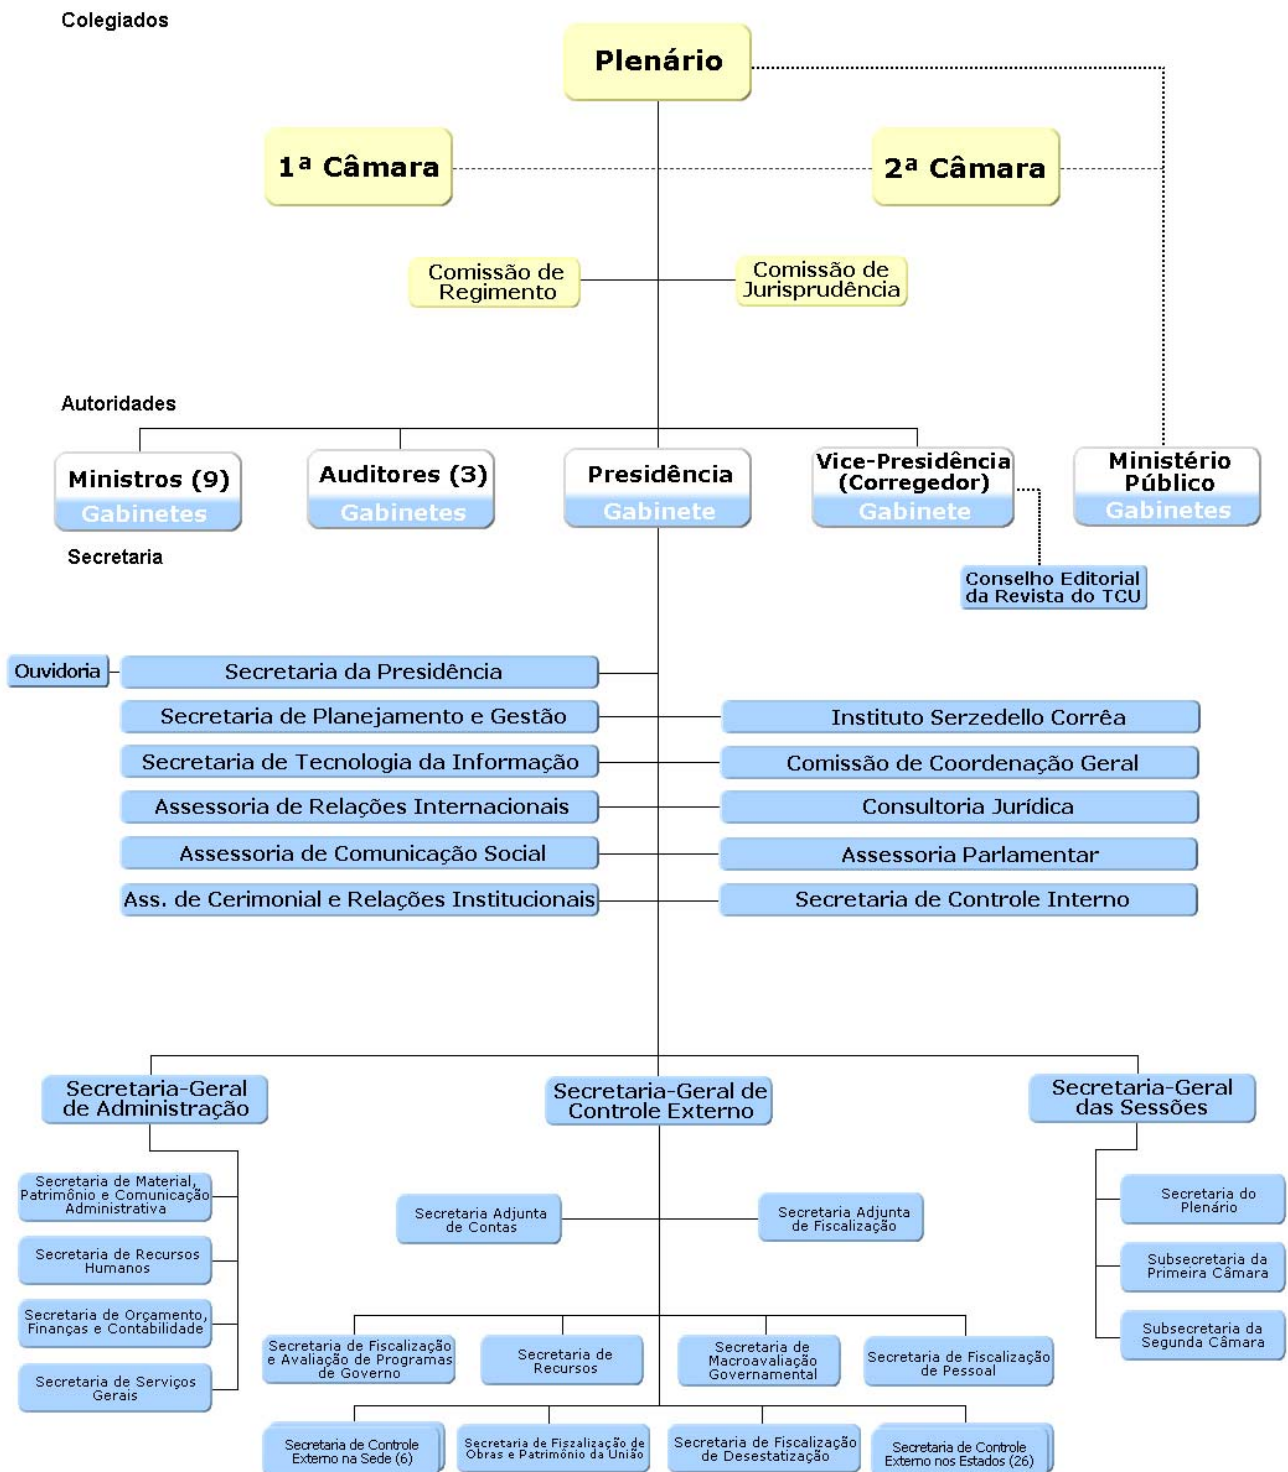 Colegiados
Plenário
1ª Câmara
2ª Câmara
Comissão de
Regimento
Comissão de
Jurisprudência
Autoridades
Ministros (9)
Gabinetes
Auditores (3)
Gabinetes
Presidência
Gabinete
Vice-Presidência
(Corregedor)
Gabinete
Ministério
Público
Gabinetes
Secretaria
Conselho Editorial
da Revista do TCU
Ouvidoria
Secretaria da Presidência
Secretaria de Planejamento e Gestão
Instituto Serzedello Corrêa
Secretaria de Tecnologia da Informação
Comissão de Coordenação Geral
Assessoria de Relações Internacionais
Consultoria Jurídica
Assessoria de Comunicação Social
Assessoria Parlamentar
Ass. de Cerimonial e Relações Institucionais
Secretaria de Controle Interno
Secretaria-Geral
de Administração
Secretaria-Geral de
Controle Externo
Secretaria-Geral
das Sessões
Secretaria de Material,
Patrimônio e Comunicação
Administrativa
Secretaria de Recursos
Humanos
Secretaria de Orçamento,
Finanças e Contabilidade
Secretaria de Serviços
Gerais
Secretaria Adjunta
de Contas
Secretaria Adjunta
de Fiscalização
Secretaria do
Plenário
Subsecretaria da
Primeira Câmara
Subsecretaria da
Segunda Câmara
Secretaria de Fiscalização
e Avaliação de Programas
de Governo
Secretaria de
Recursos
Secretaria de
Macroavaliação
Governamental
Secretaria de Fiscalização
de Pessoal
Secretaria de Controle
Externo na Sede (6)
Secretaria de Fiszalização de
Obras e Patrimônio da União
Secretaria de Fiscalização
de Desestatização
Secretaria de Controle
Externo nos Estados (26)